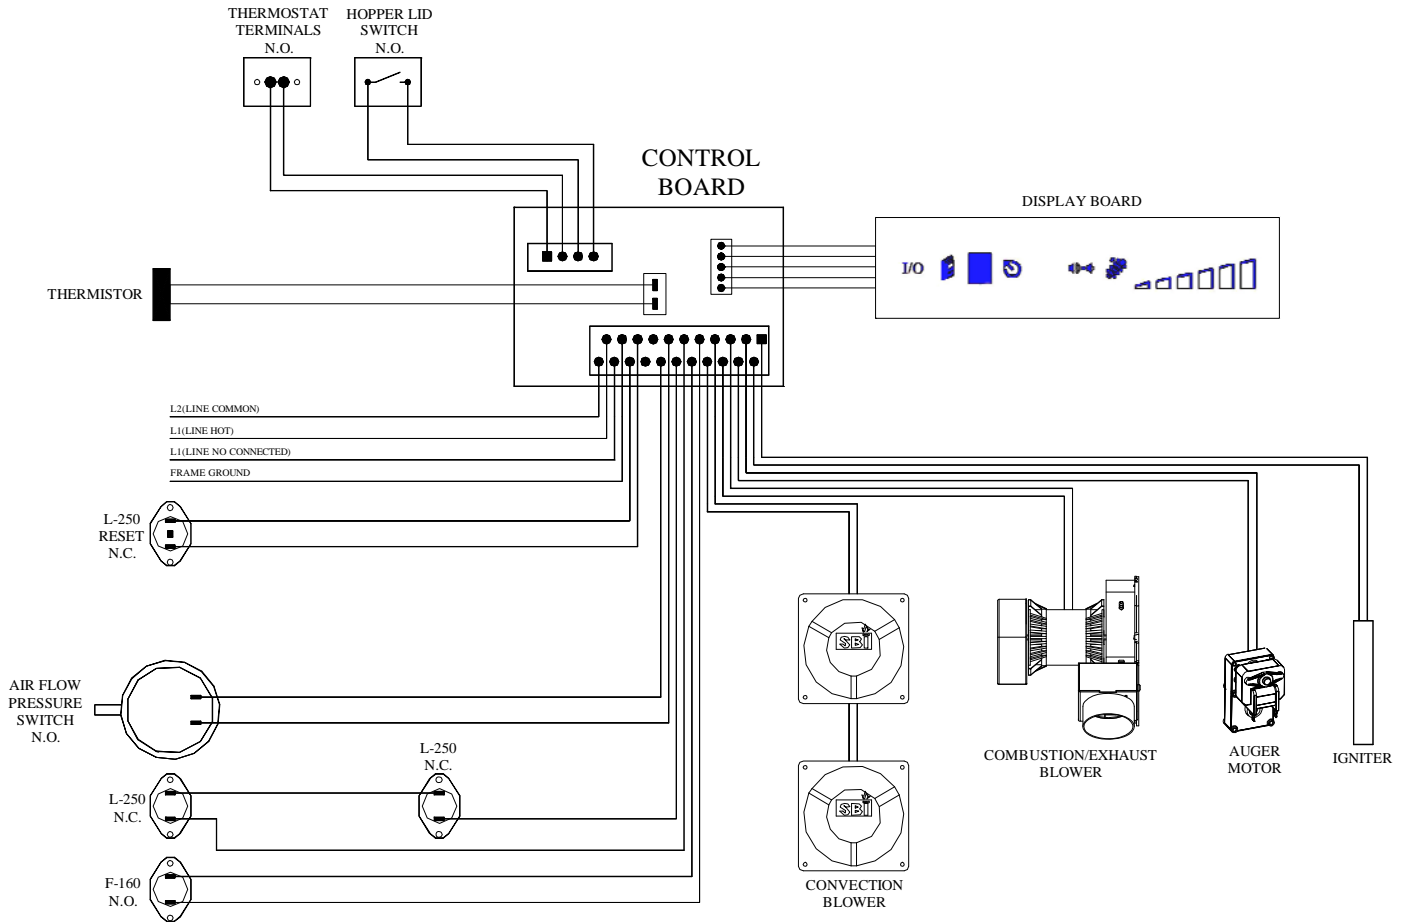 THERMOSTAT
TERMINALS
N.O.
HOPPER LID
SWITCH
N.O.
CONTROL
BOARD
DISPLAY BOARD
I/O
THERMISTOR
L2(LINE COMMON)
L1(LINE HOT)
L1(LINE NO CONNECTED)
FRAME GROUND
L-250
RESET
N.C.
SBI
AIR FLOW
PRESSURE
SWITCH
N.O.
L-250
N.C.
L-250
N.C.
COMBUSTION/EXHAUST
BLOWER
AUGER
MOTOR
IGNITER
SBI
F-160
N.O.
CONVECTION
BLOWER